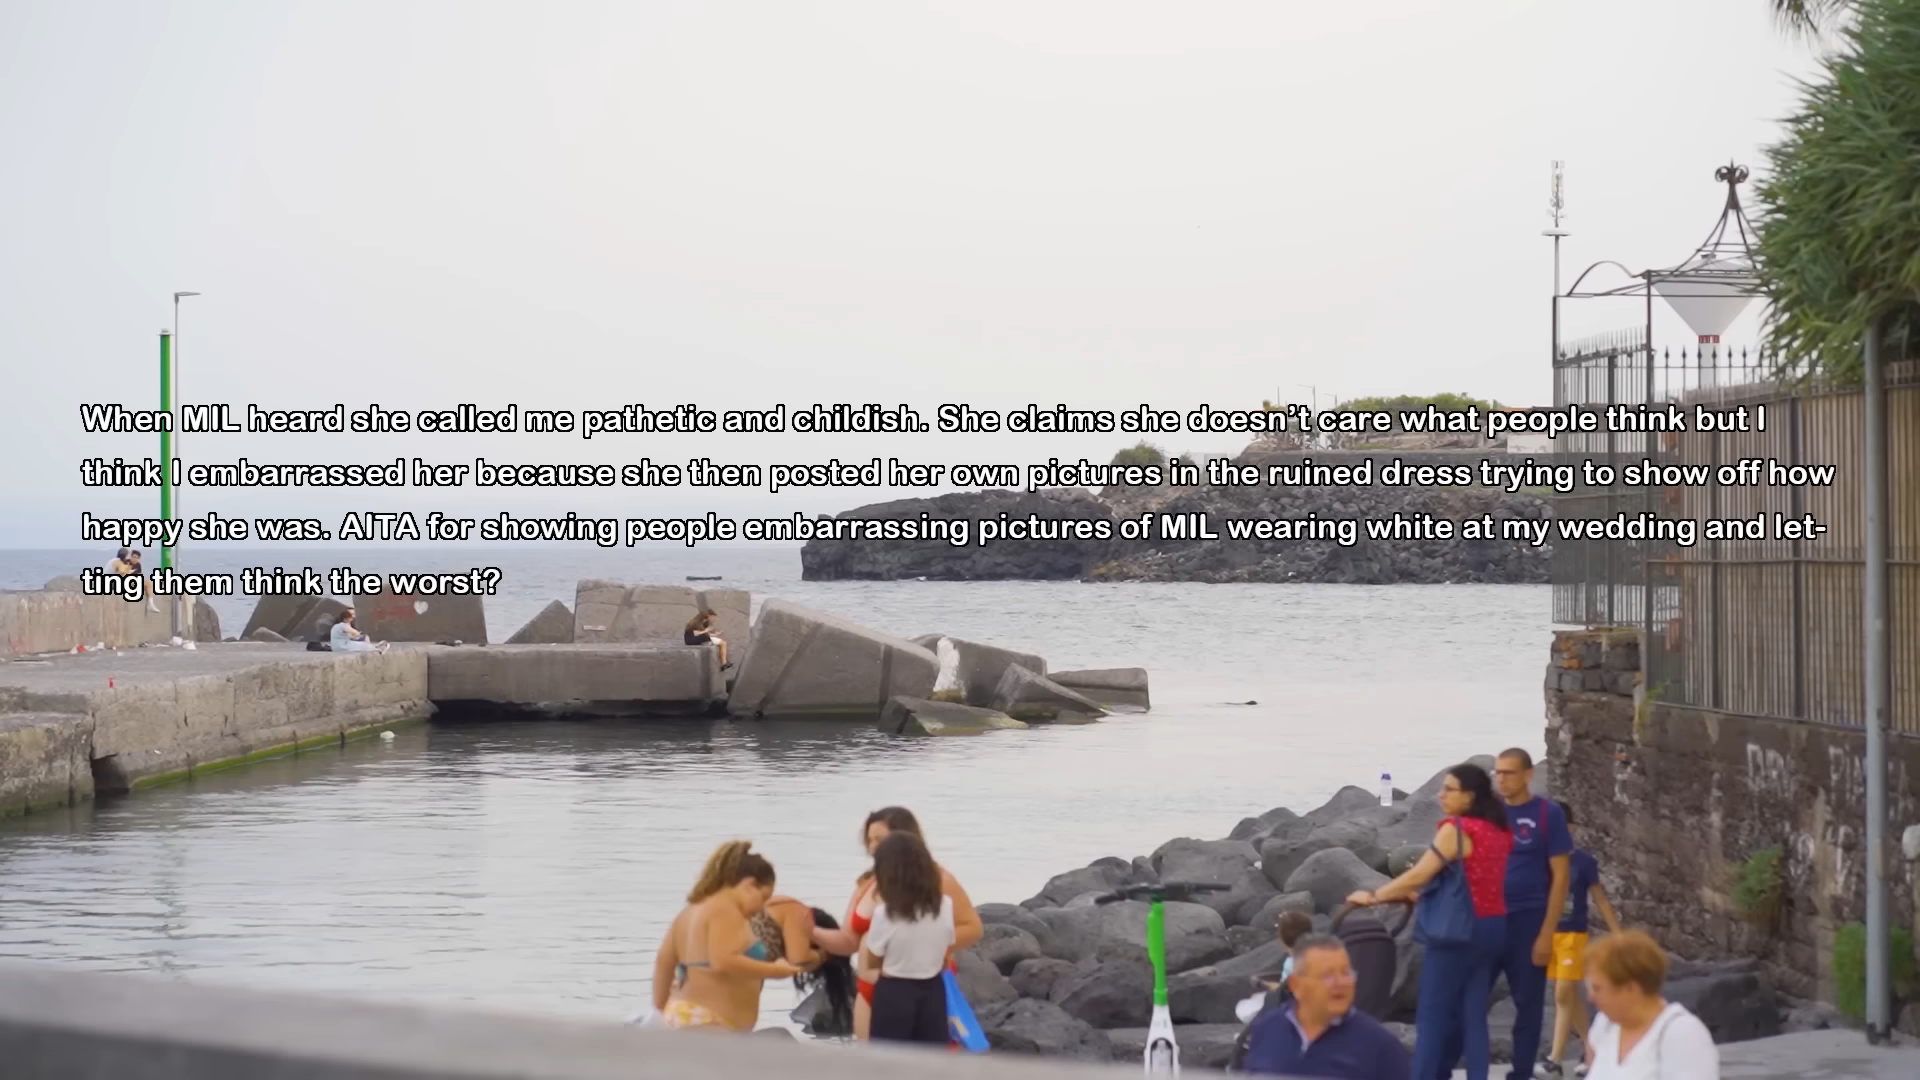 When MIL heard she called me pathetic and childish. She claims she doesn’t care what people think but I
think I embarrassed her because she then posted her own pictures in the ruined dress trying to show off how
happy she was. AITA for showing people embarrassing pictures of MIL wearing white at my wedding and let-
ting them think the worst?